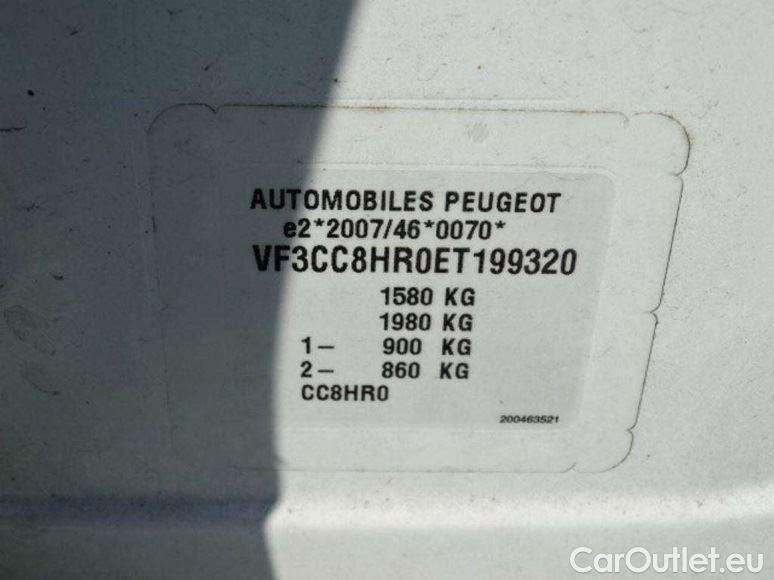 AUTOMOBILES PEUGEOT
e2*2007/46*0070*
VF3CC8HR0ET199320
1580 KG
1980 KG
1- 900 KG
2- 860 KG
CC8HR0
200463521
CarOutlet.eu